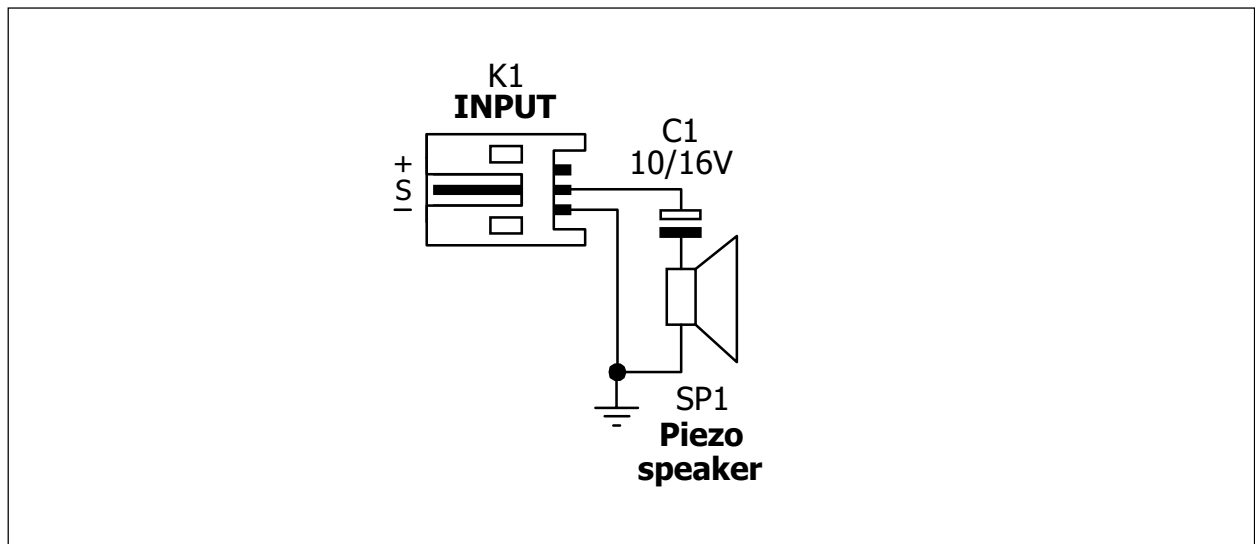 K1
INPUT
+
S
–
C1
10/16V
SP1
Piezo
speaker